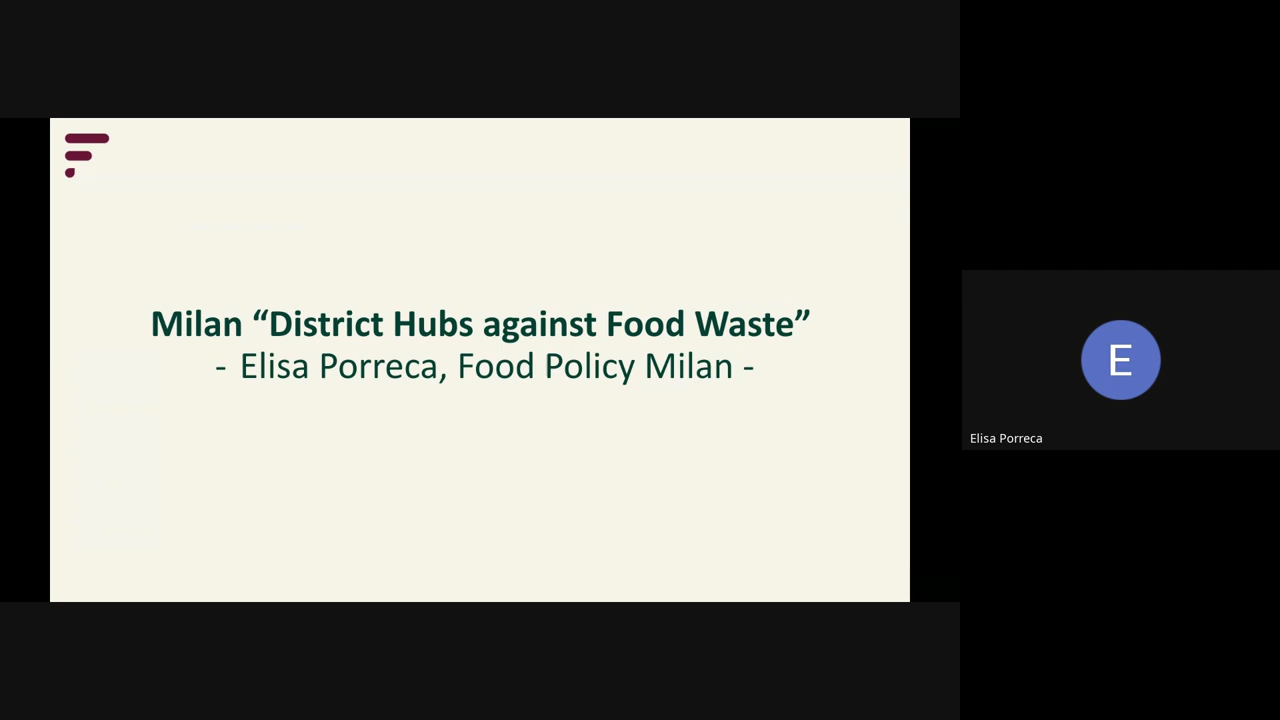 Milan “District Hubs against Food Waste”
- Elisa Porreca, Food Policy Milan -
E
Elisa Porreca